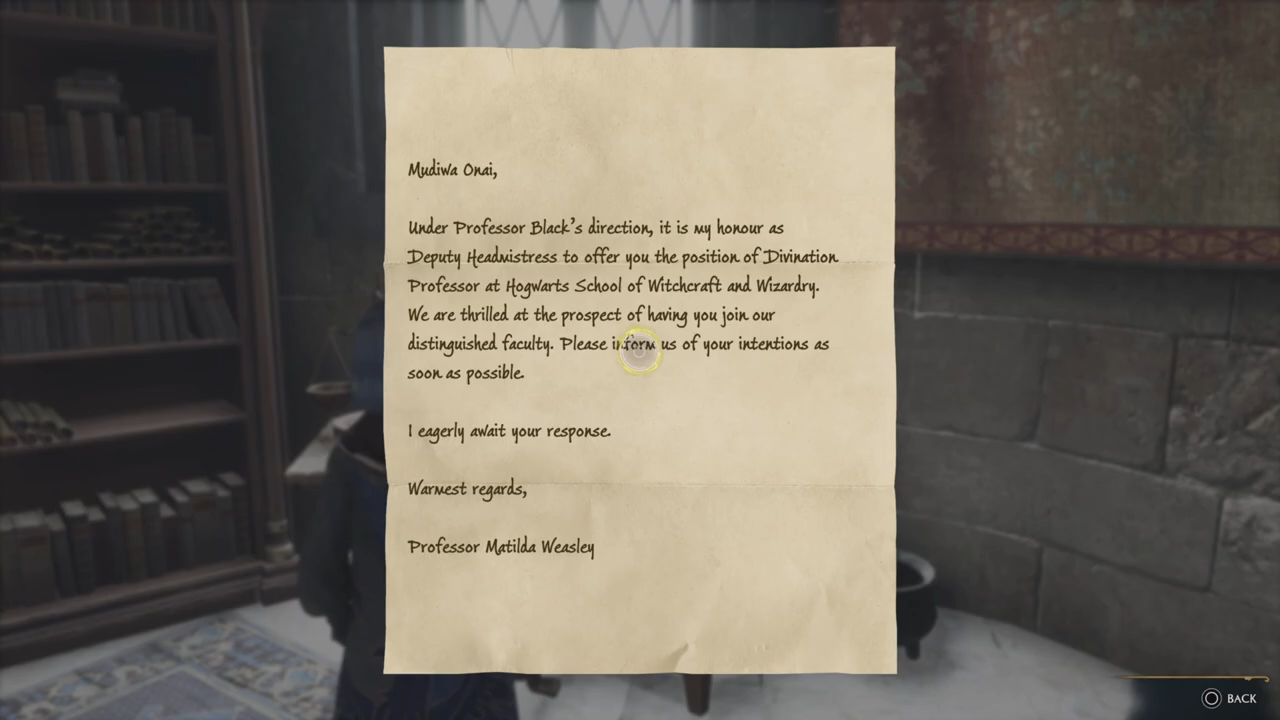 Mudiwa Onai,
Under Professor Black's direction, it is my honour as
Deputy Headmistress to offer you the position of Divination
Professor at Hogwarts School of Witchcraft and Wizardry.
We are thrilled at the prospect of having you join our
distinguished faculty. Please inform us of your intentions as
soon as possible.
I eagerly await your response.
Warmest regards,
Professor Matilda Weasley
BACK